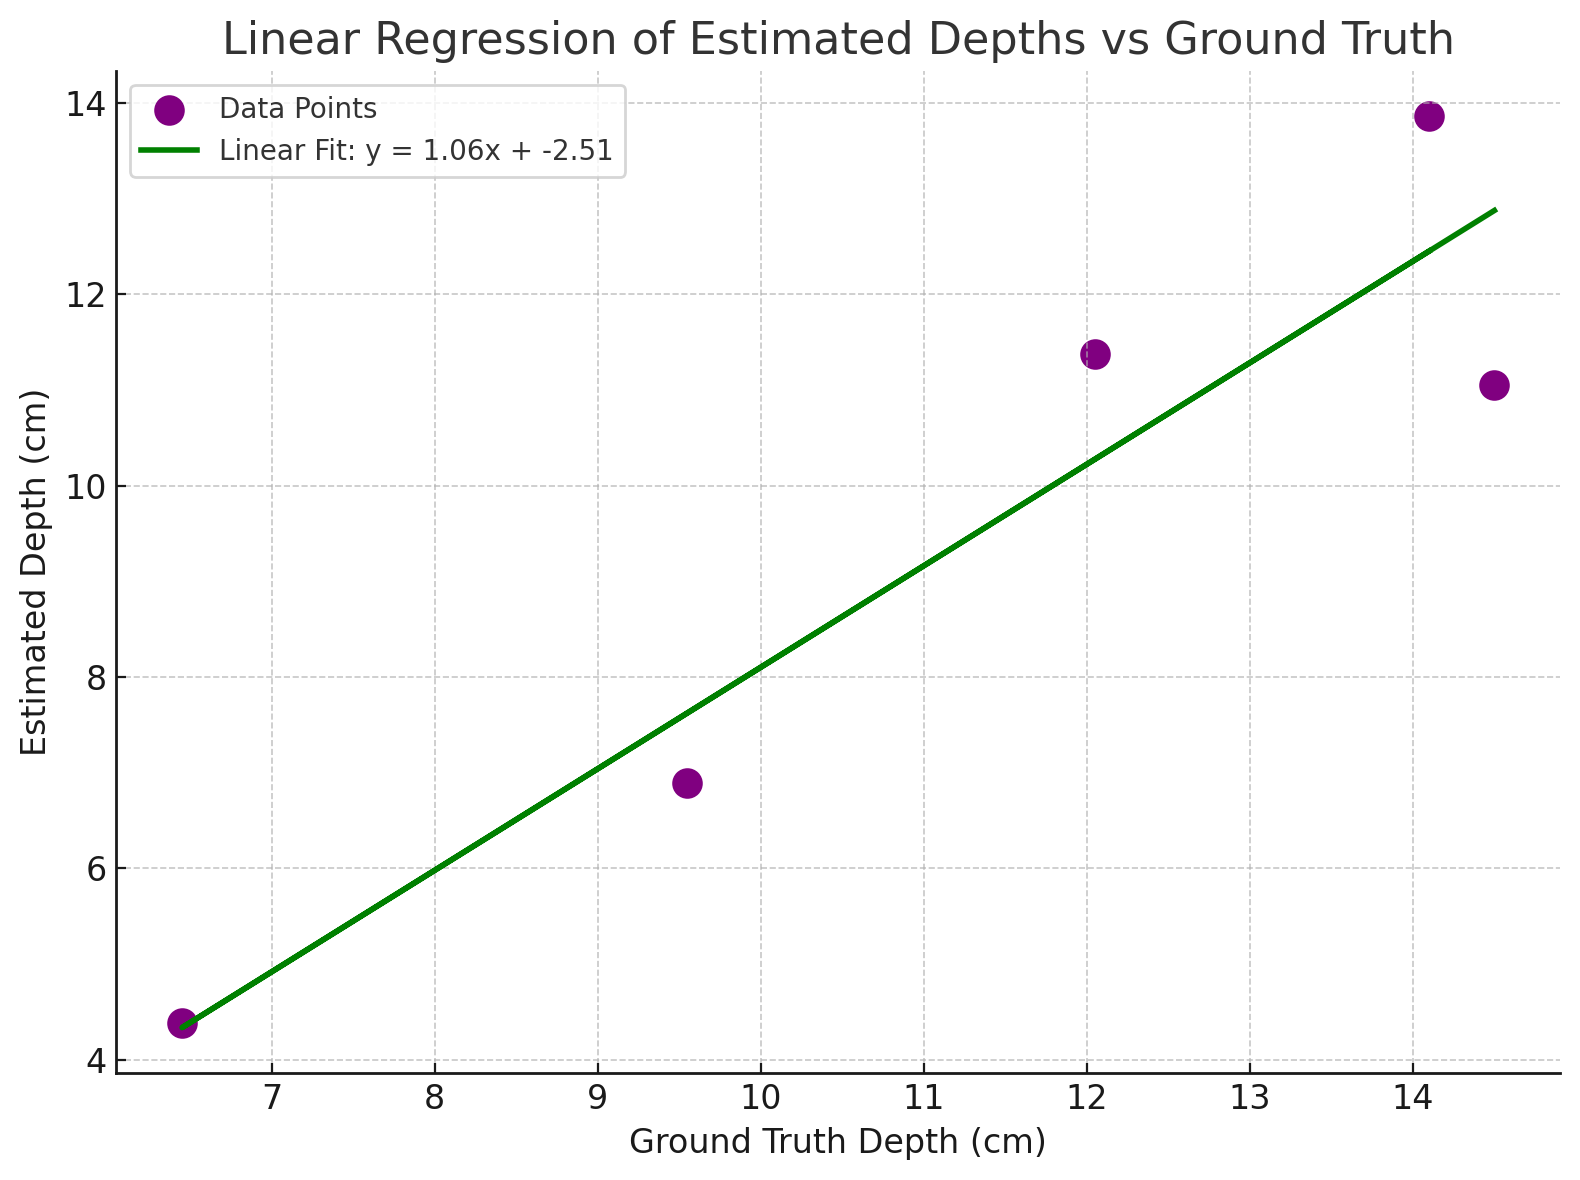 Linear Regression of Estimated Depths vs Ground Truth
Data Points
Linear Fit: y = 1.06x + -2.51
14
12
10
8
6
4
Estimated Depth (cm)
7 8 9 10 11 12 13 14
Ground Truth Depth (cm)